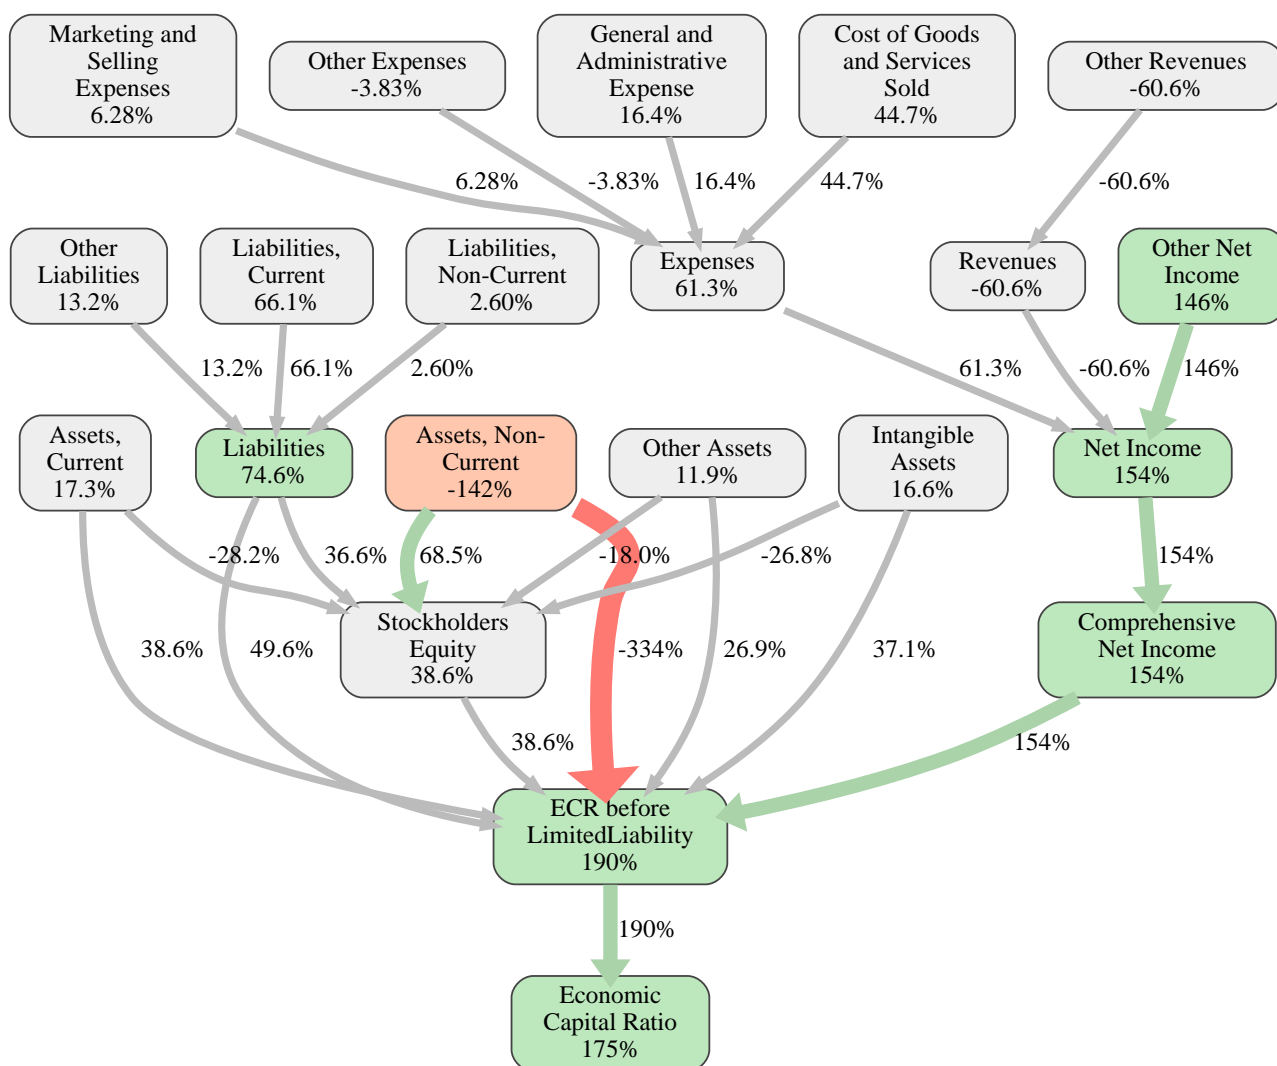 Marketing and
Selling
Expenses
6.28%
Other Expenses
-3.83%
General and
Administrative
Expense
16.4%
Cost of Goods
and Services
Sold
44.7%
Other Revenues
-60.6%
6.28%
-3.83%
16.4%
44.7%
-60.6%
Other
Liabilities
13.2%
Liabilities,
Current
66.1%
Liabilities,
Non-Current
2.60%
Expenses
61.3%
Revenues
-60.6%
Other Net
Income
146%
13.2%
66.1%
2.60%
61.3%
-60.6%
146%
Assets,
Current
17.3%
Liabilities
74.6%
Assets, Non-
Current
-142%
Other Assets
11.9%
Intangible
Assets
16.6%
Net Income
154%
-28.2%
36.6%
68.5%
-18.0%
-26.8%
154%
38.6%
49.6%
Stockholders
Equity
38.6%
-334%
26.9%
37.1%
Comprehensive
Net Income
154%
38.6%
154%
ECR before
LimitedLiability
190%
190%
Economic
Capital Ratio
175%